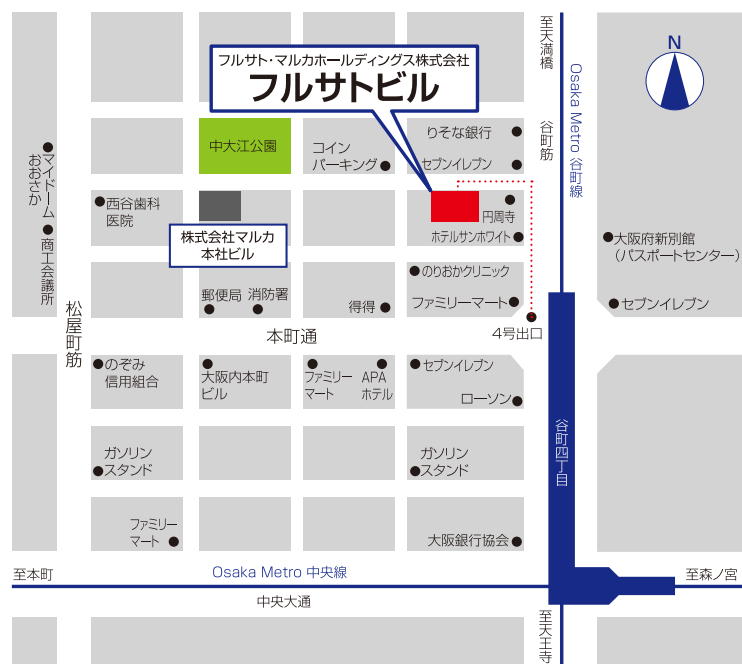 至天満橋
N
フルサト・マルカホールディングス株式会社
フルサトビル
Osaka Metro 谷町線
谷町筋
中大江公園
コイン
パーキング
りそな銀行
セブンイレブン
マイドーム
おおさか
商工会議所
西谷歯科
医院
株式会社マルカ
本社ビル
円周寺
ホテルサンホワイト
大阪府新別館
（パスポートセンター）
のりおかクリニック
郵便局
消防署
得得
ファミリーマート
セブンイレブン
松屋町筋
本町通
4号出口
のぞみ
信用組合
大阪内本町
ビル
ファミリー
マート
APA
ホテル
セブンイレブン
ローソン
谷町四丁目
ガソリン
スタンド
ガソリン
スタンド
ファミリー
マート
大阪銀行協会
至本町
Osaka Metro 中央線
至森ノ宮
中央大通
至天王寺